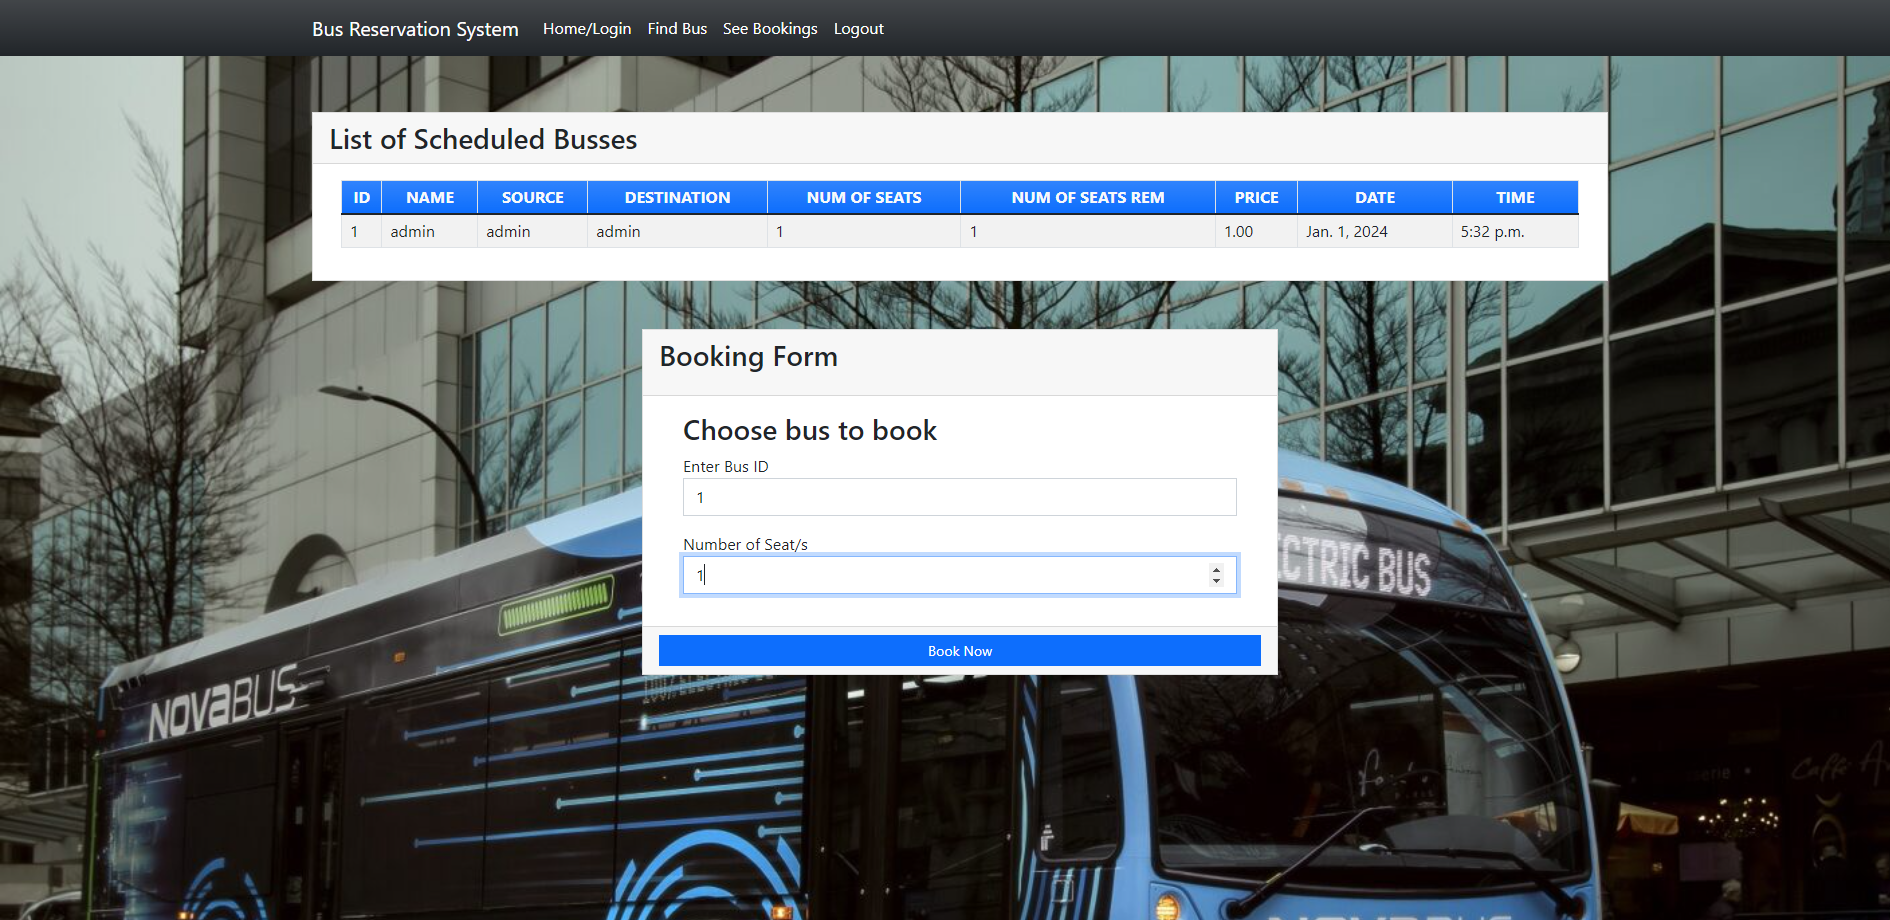 Bus Reservation System Home/Login Find Bus See Bookings Logout
List of Scheduled Busses
ID NAME SOURCE DESTINATION NUM OF SEATS NUM OF SEATS REM PRICE DATE TIME
1 admin admin admin 1 1 1.00 Jan. 1, 2024 5:32 p.m.
Booking Form
Choose bus to book
Enter Bus ID
1
Number of Seat/s
1
ECTRIC BUS
Book Now
NOVABUS
Caffè
NOVABUS